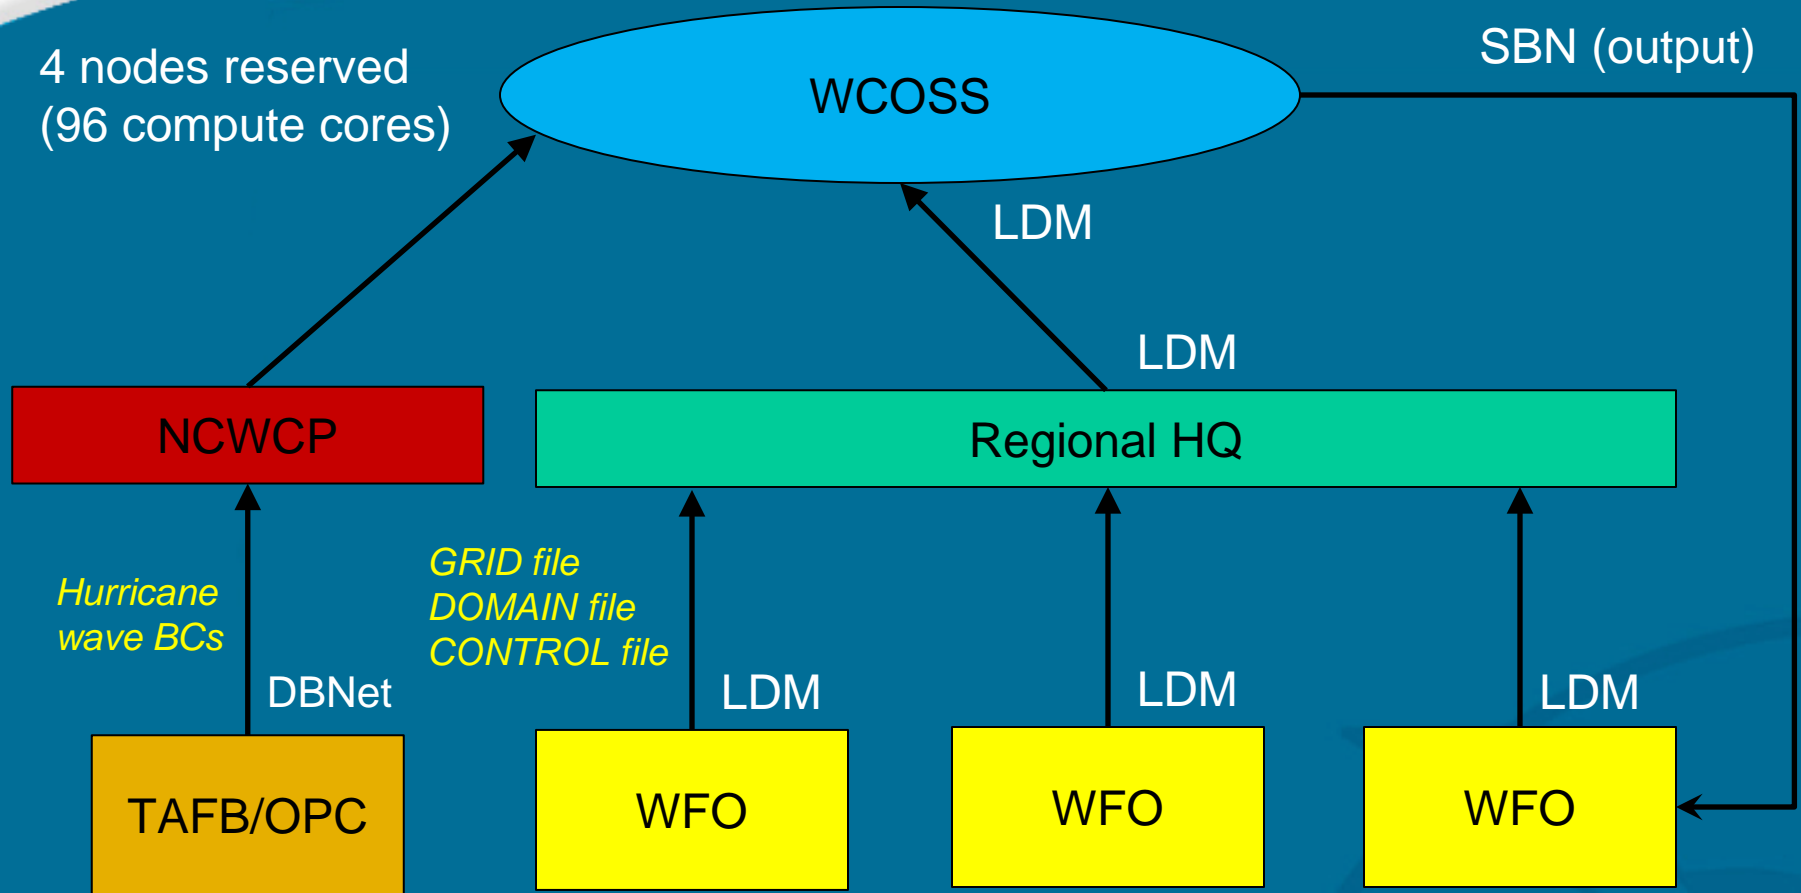 4 nodes reserved
(96 compute cores)
WCOSS
SBN (output)
LDM
LDM
NCWCP
Regional HQ
Hurricane
wave BCs
GRID file
DOMAIN file
CONTROL file
DBNet
LDM
LDM
LDM
TAFB/OPC
WFO
WFO
WFO